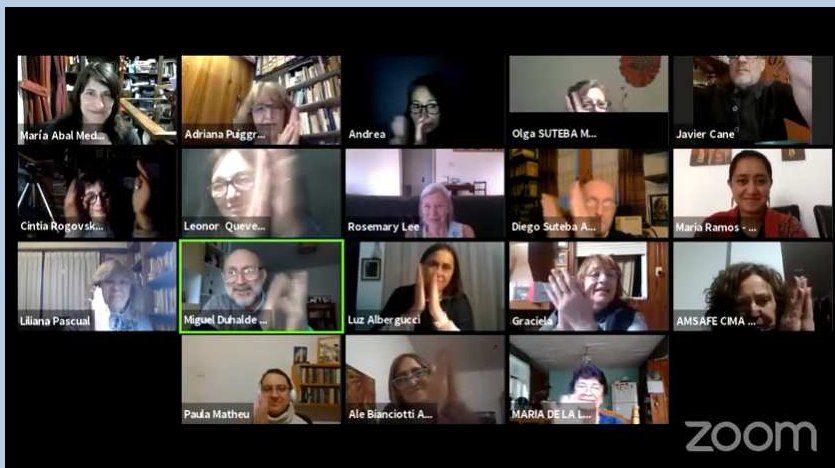 María Abal Med...
Adriana Puiggr...
Andrea
Olga SUTEBA M...
Javier Cane
Cintia Rogovsk...
Leonor Queve...
Rosemary Lee
Diego Suteba A...
Maria Ramos - ...
Liliana Pascual
Miguel Duhalde ...
Luz Albergucci
Graciela
AMSAFE CIMA ...
Paula Matheu
Ale Bianciotti A...
MARIA DE LA L...
zoom